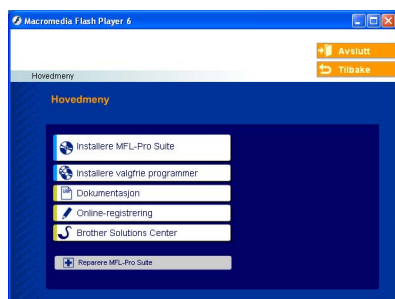 Macromedia Flash Player 6
Avslutt
Tilbake
Hovedmeny
Hovedmeny
Installere MFL-Pro Suite
Installere valgfrie programmer
Dokumentasjon
Online-registrering
Brother Solutions Center
Reparere MFL-Pro Suite